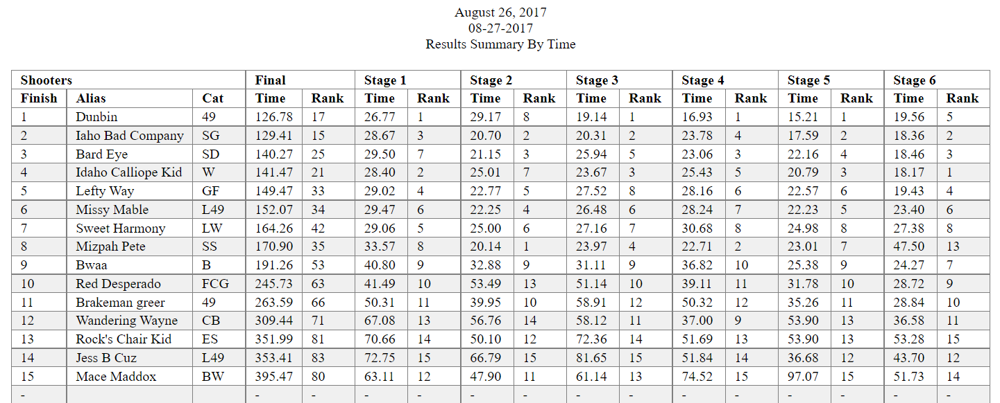 August 26, 2017
08-27-2017
Results Summary By Time
Shooters Final Stage 1 Stage 2 Stage 3 Stage 4 Stage 5 Stage 6
Finish Alias Cat Time Rank Time Rank Time Rank Time Rank Time Rank Time Rank Time Rank
1 Dunbin 49 126.78 17 26.77 1 29.17 8 19.14 1 16.93 1 15.21 1 19.56 5
2 Iaho Bad Company SG 129.41 15 28.67 3 20.70 2 20.31 2 23.78 4 17.59 2 18.36 2
3 Bard Eye SD 140.27 25 29.50 7 21.15 3 25.94 5 23.06 3 22.16 4 18.46 3
4 Idaho Calliope Kid W 141.47 21 28.40 2 25.01 7 23.67 3 25.43 5 20.79 3 18.17 1
5 Lefty Way GF 149.47 33 29.02 4 22.77 5 27.52 8 28.16 6 22.57 6 19.43 4
6 Missy Mable L49 152.07 34 29.47 6 22.25 4 26.48 6 28.24 7 22.23 5 23.40 6
7 Sweet Harmony LW 164.26 42 29.06 5 25.00 6 27.16 7 30.68 8 24.98 8 27.38 8
8 Mizpah Pete SS 170.90 35 33.57 8 20.14 1 23.97 4 22.71 2 23.01 7 47.50 13
9 Bwaa B 191.26 53 40.80 9 32.88 9 31.11 9 36.82 10 25.38 9 24.27 7
10 Red Desperado FCG 245.73 63 41.49 10 53.49 13 51.14 10 39.11 11 31.78 10 28.72 9
11 Brakeman greer 49 263.59 66 50.31 11 39.95 10 58.91 12 50.32 12 35.26 11 28.84 10
12 Wandering Wayne CB 309.44 71 67.08 13 56.76 14 58.12 11 37.00 9 53.90 13 36.58 11
13 Rock's Chair Kid ES 351.99 81 70.66 14 50.10 12 72.36 14 51.69 13 53.90 13 53.28 15
14 Jess B Cuz L49 353.41 83 72.75 15 66.79 15 81.65 15 51.84 14 36.68 12 43.70 12
15 Mace Maddox BW 395.47 80 63.11 12 47.90 11 61.14 13 74.52 15 97.07 15 51.73 14
- - - - - - - - - - - - - - -